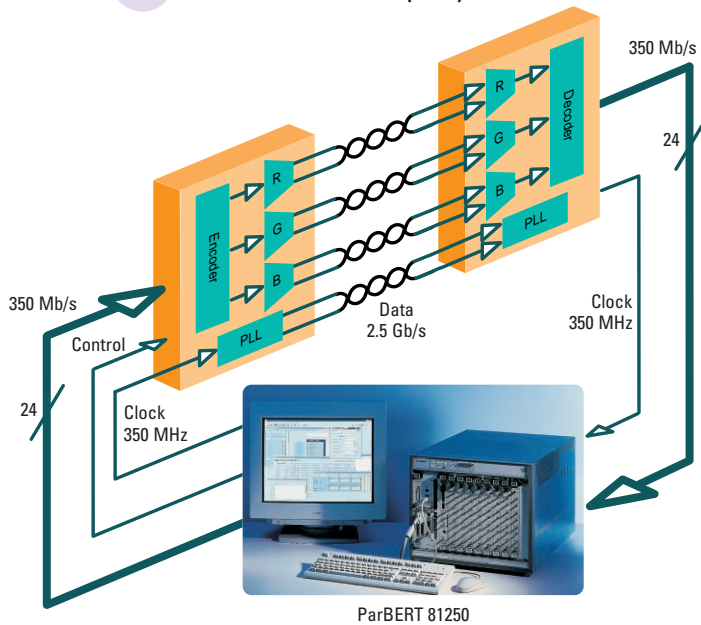 350 Mb/s
R
Decoder
24
G
R
B
Encoder
G
PLL
B
350 Mb/s
Data
2.5 Gb/s
Clock
350 MHz
Control
PLL
24
Clock
350 MHz
ParBERT 81250